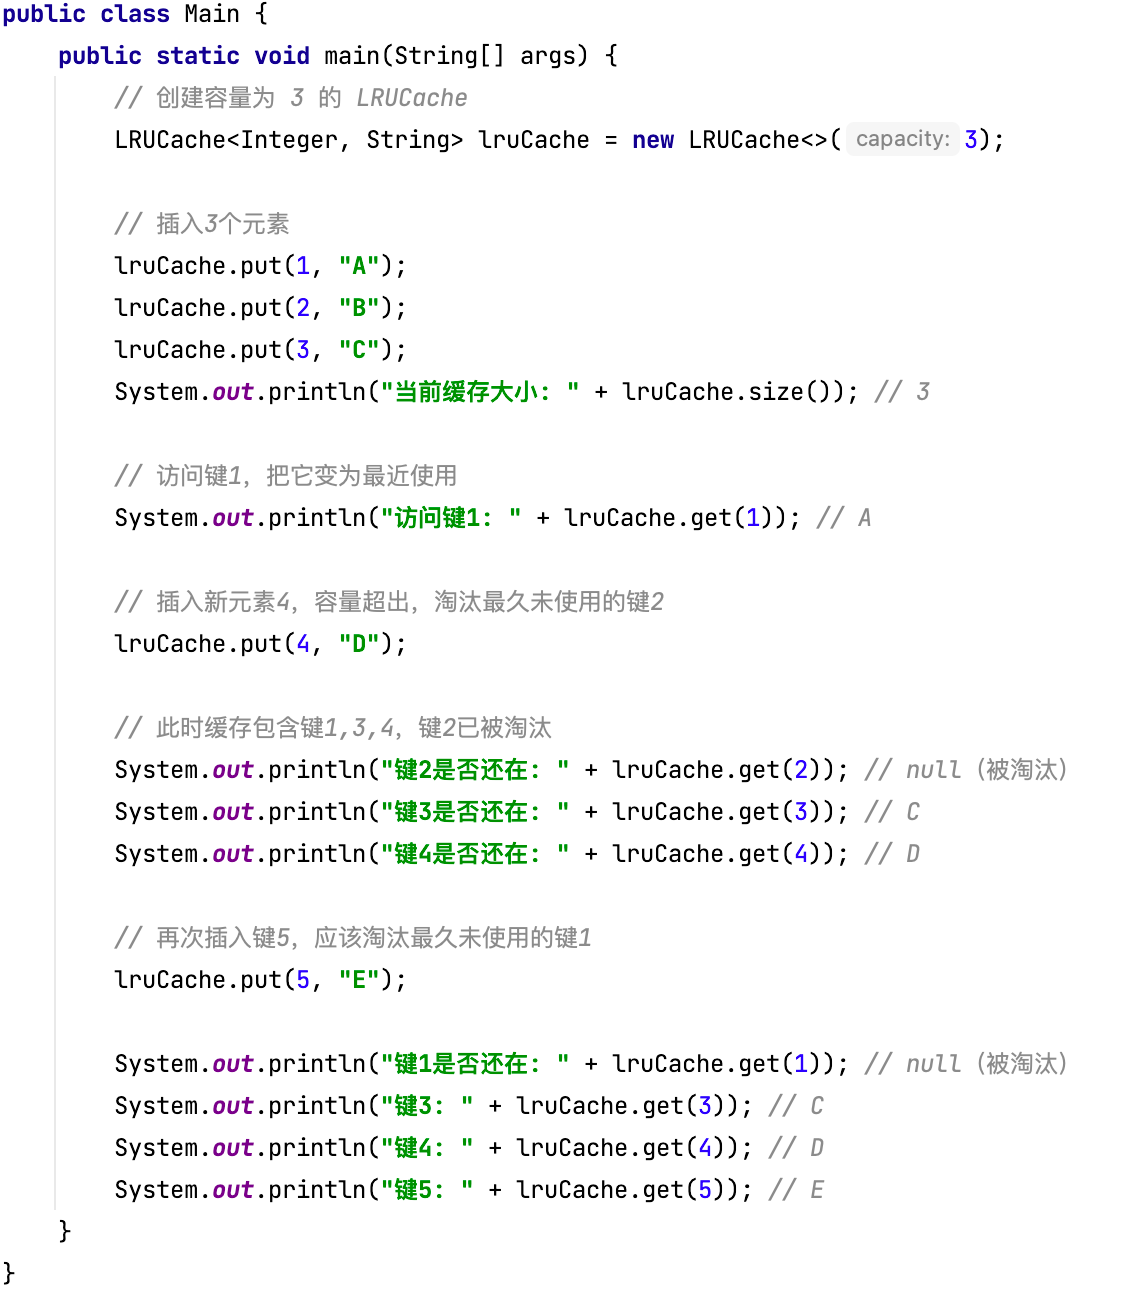 public class Main {
public static void main(String[] args) {
// 创建容量为 3 的 LRUCache
LRUCache<Integer, String> lruCache = new LRUCache<>( capacity: 3);
// 插入3个元素
lruCache.put(1, "A");
lruCache.put(2, "B");
lruCache.put(3, "C");
System.out.println("当前缓存大小: " + lruCache.size()); // 3
// 访问键1，把它变为最近使用
System.out.println("访问键1: " + lruCache.get(1)); // A
// 插入新元素4，容量超出，淘汰最久未使用的键2
lruCache.put(4, "D");
// 此时缓存包含键1,3,4，键2已被淘汰
System.out.println("键2是否还在: " + lruCache.get(2)); // null（被淘汰）
System.out.println("键3是否还在: " + lruCache.get(3)); // C
System.out.println("键4是否还在: " + lruCache.get(4)); // D
// 再次插入键5，应该淘汰最久未使用的键1
lruCache.put(5, "E");
System.out.println("键1是否还在: " + lruCache.get(1)); // null（被淘汰）
System.out.println("键3: " + lruCache.get(3)); // C
System.out.println("键4: " + lruCache.get(4)); // D
System.out.println("键5: " + lruCache.get(5)); // E
}
}